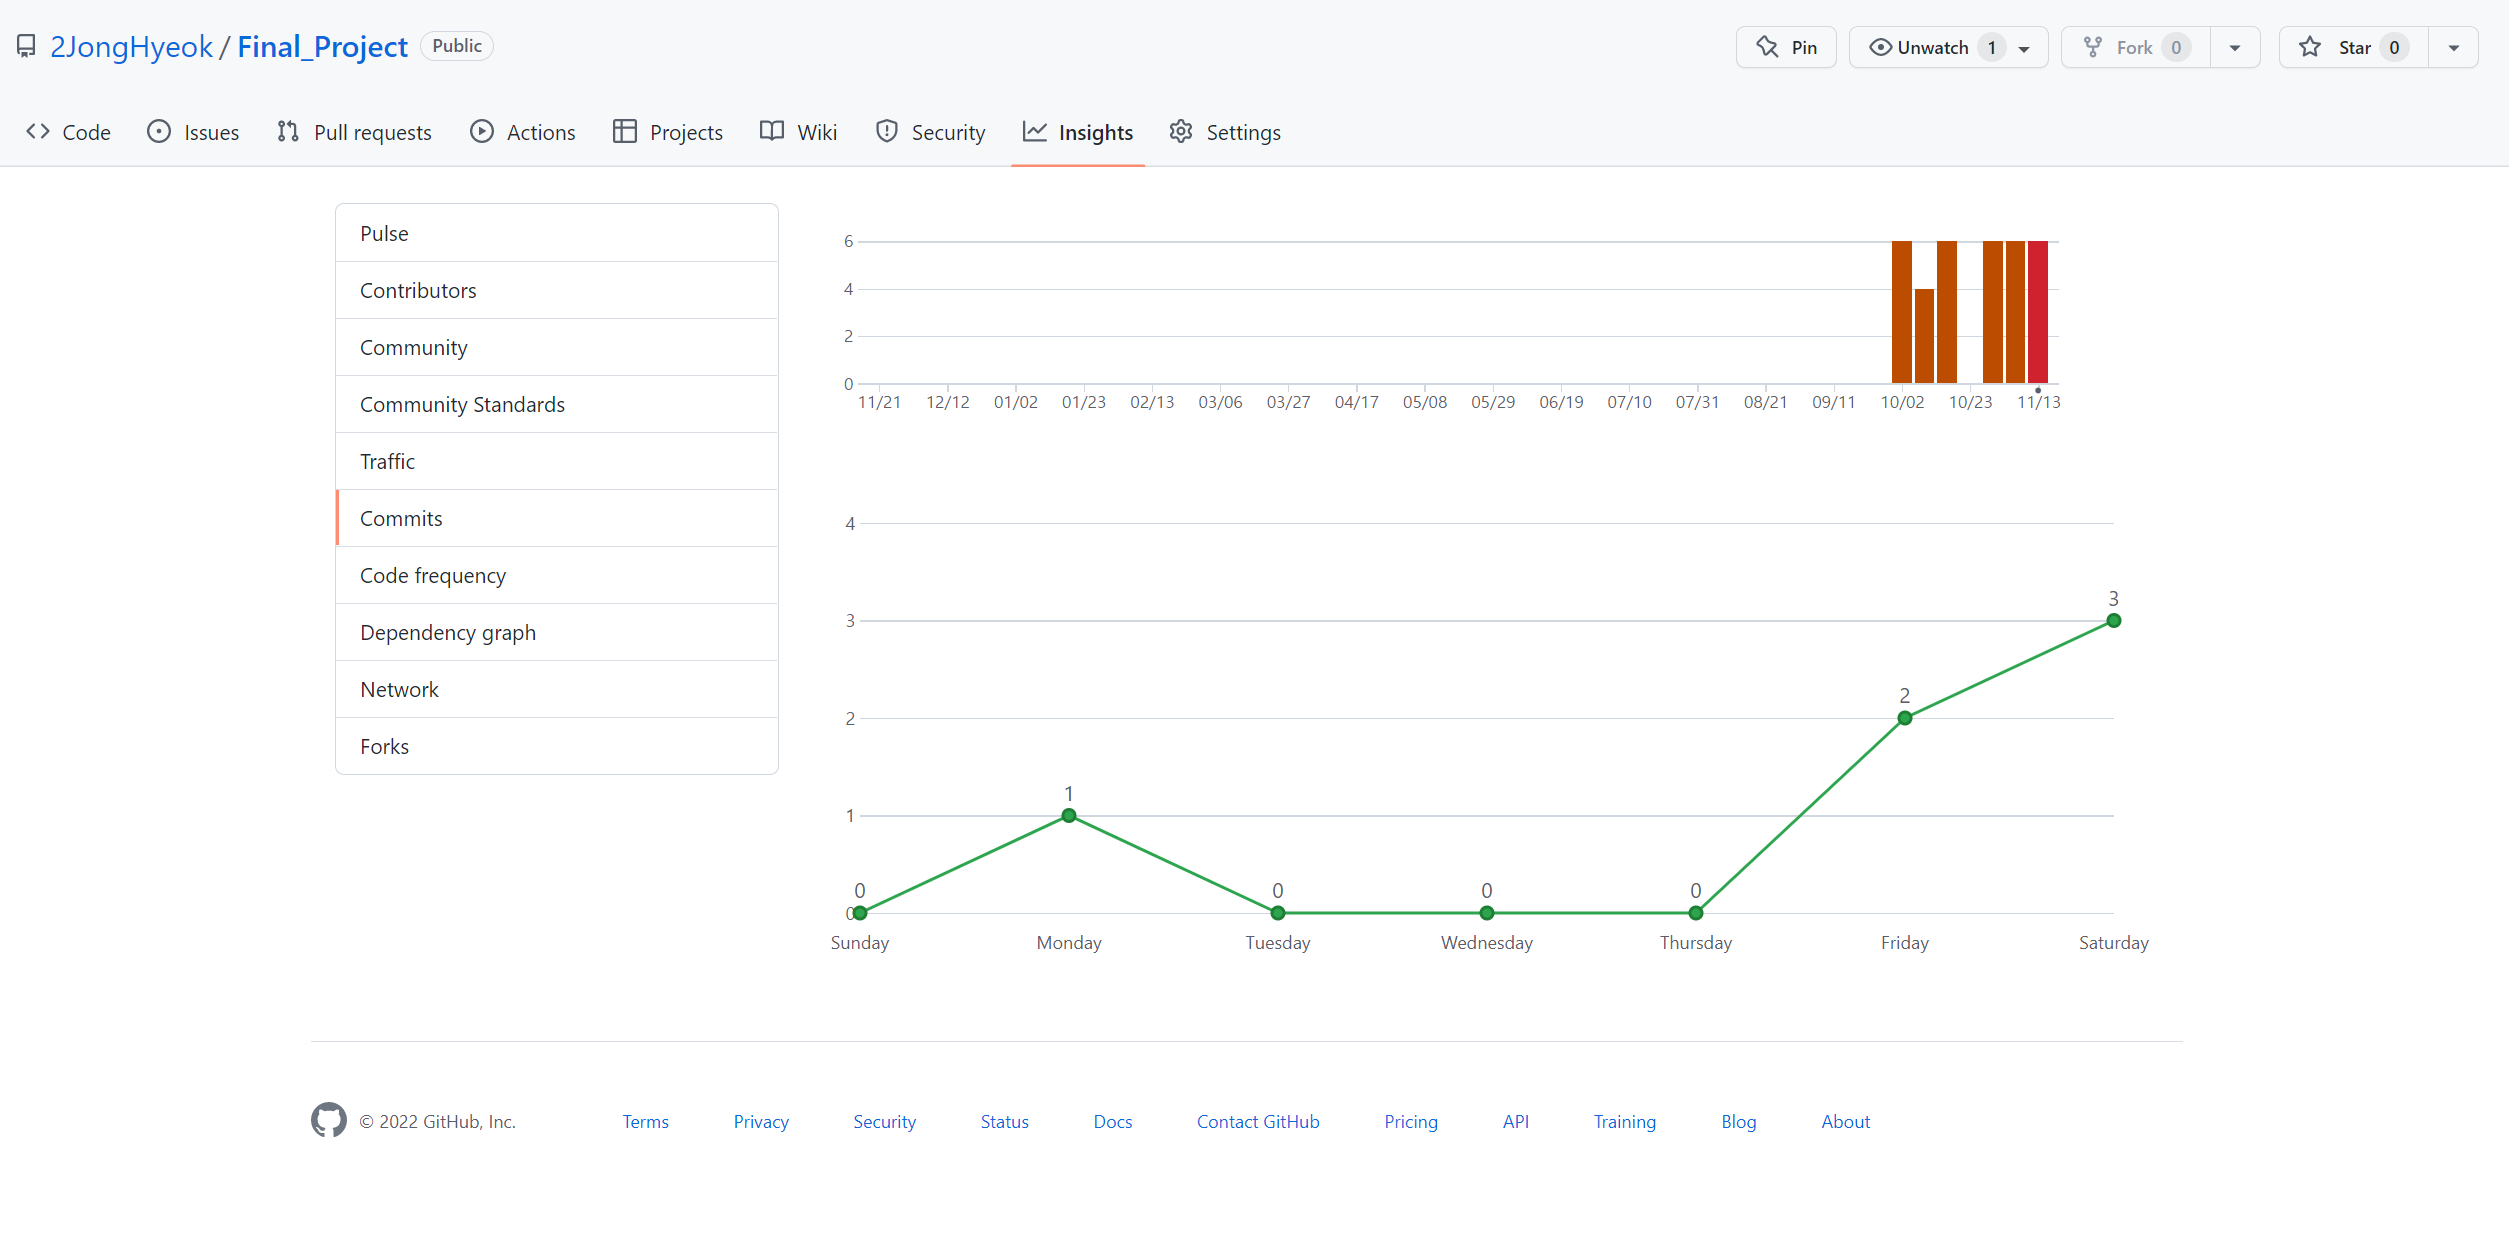 2JongHyeok / Final_Project Public Pin Unwatch 1 Fork 0 Star 0
Code Issues Pull requests Actions Projects Wiki Security Insights Settings
Pulse
Contributors
Community
Community Standards
Traffic
Commits
Code frequency
Dependency graph
Network
Forks
6
4
2
0
11/21 12/12 01/02 01/23 02/13 03/06 03/27 04/17 05/08 05/29 06/19 07/10 07/31 08/21 09/11 10/02 10/23 11/13
4
3
3
2
2
1
1
0 0 0 0
0
Sunday Monday Tuesday Wednesday Thursday Friday Saturday
© 2022 GitHub, Inc. Terms Privacy Security Status Docs Contact GitHub Pricing API Training Blog About